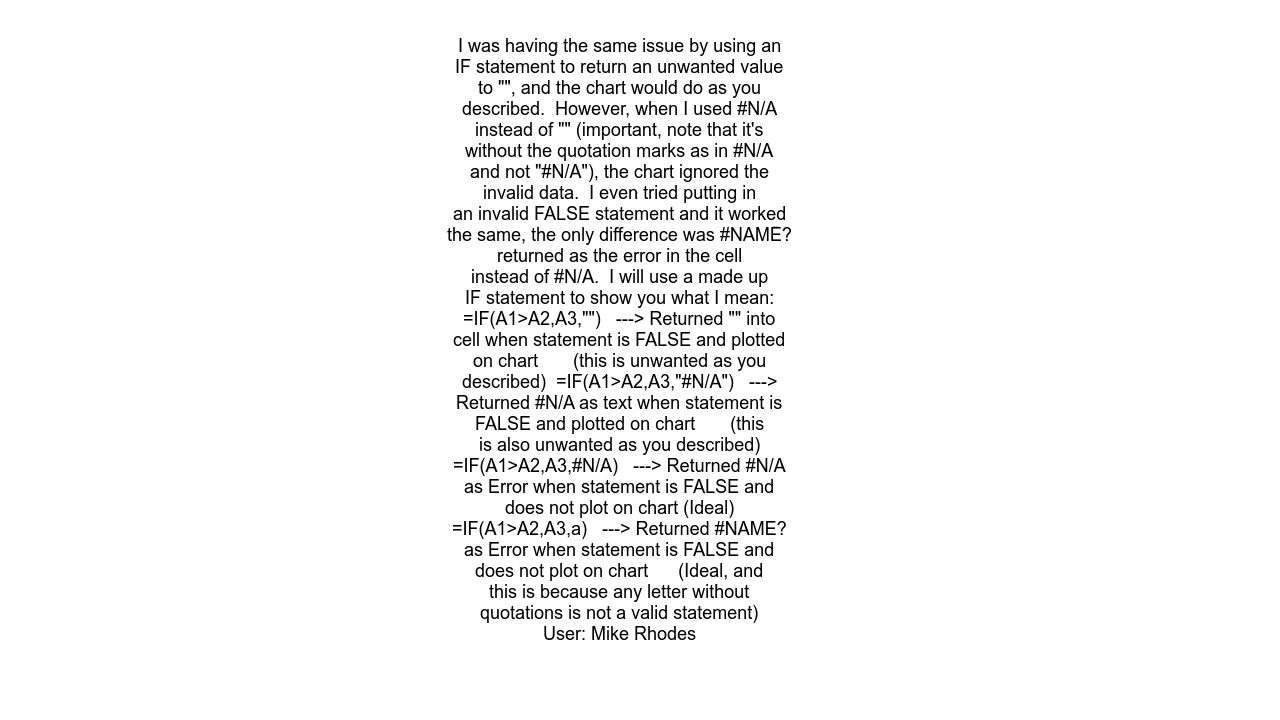 I was having the same issue by using an
IF statement to return an unwanted value
to "", and the chart would do as you
described.  However, when I used #N/A
instead of "" (important, note that it's
without the quotation marks as in #N/A
and not "#N/A"), the chart ignored the
invalid data.  I even tried putting in
an invalid FALSE statement and it worked
the same, the only difference was #NAME?
returned as the error in the cell
instead of #N/A.  I will use a made up
IF statement to show you what I mean:
=IF(A1>A2,A3,"")   ---> Returned "" into
cell when statement is FALSE and plotted
on chart       (this is unwanted as you
described)  =IF(A1>A2,A3,"#N/A")   --->
Returned #N/A as text when statement is
FALSE and plotted on chart       (this
is also unwanted as you described)
=IF(A1>A2,A3,#N/A)   ---> Returned #N/A
as Error when statement is FALSE and
does not plot on chart (Ideal)
=IF(A1>A2,A3,a)   ---> Returned #NAME?
as Error when statement is FALSE and
does not plot on chart      (Ideal, and
this is because any letter without
quotations is not a valid statement)
User: Mike Rhodes